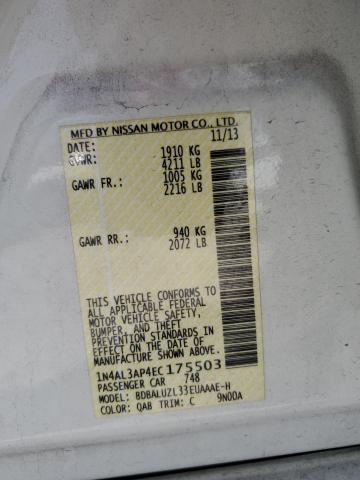 MFD BY NISSAN MOTOR CO., LTD.
DATE: 11/13
GVWR: 1910 KG
4211 LB
GAWR FR.: 1005 KG
2216 LB
GAWR RR.: 940 KG
2072 LB
THIS VEHICLE CONFORMS TO
ALL APPLICABLE FEDERAL
MOTOR VEHICLE SAFETY,
BUMPER, AND THEFT
PREVENTION STANDARDS IN
EFFECT ON THE DATE OF
MANUFACTURE SHOWN ABOVE.
1N4AL3AP4EC175503
PASSENGER CAR 748
MODEL: BDBALUZL33EUAAAE-H
COLOR: QAB TRIM: C 9N00A